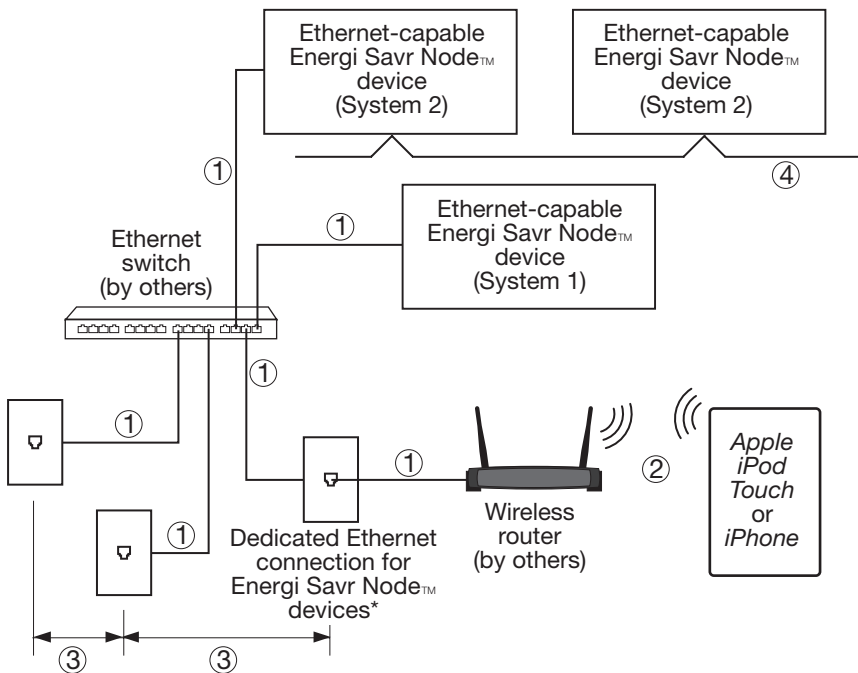 Ethernet-capable
Energi Savr Node™
device
(System 2)
Ethernet-capable
Energi Savr Node™
device
(System 2)
①
④
Ethernet-capable
Energi Savr Node™
device
(System 1)
①
Ethernet
switch
(by others)
①
①
①
②
Apple
iPod
Touch
or
iPhone
Wireless
router
(by others)
①
Dedicated Ethernet
connection for
Energi Savr Node™
devices*
③
③